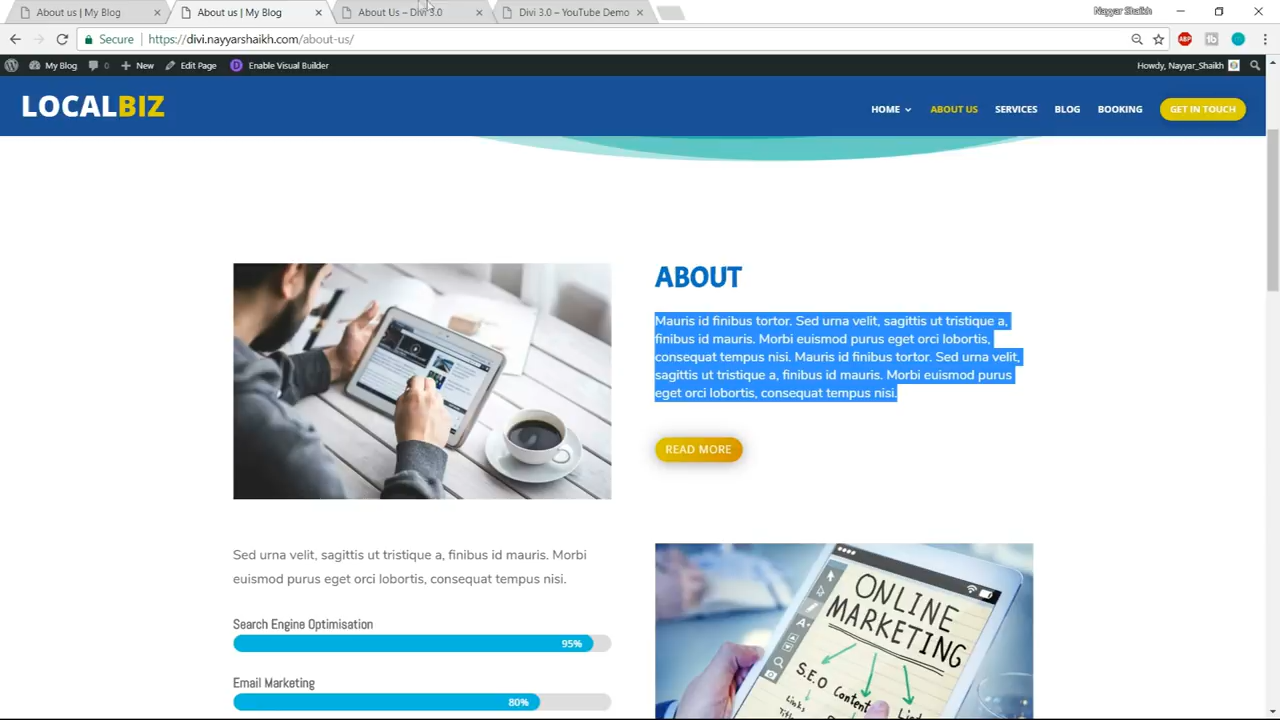 About us | My Blog
About us | My Blog
About Us – Divi 3.0
Divi 3.0 – YouTube Demo
Nayyar Shaikh
Secure
https://divi.nayyarshaikh.com/about-us/
ABP
My Blog
0
New
Edit Page
D
Enable Visual Builder
Howdy, Nayyar_Shaikh
LOCALBIZ
HOME
ABOUT US
SERVICES
BLOG
BOOKING
GET IN TOUCH
ABOUT
Mauris id finibus tortor. Sed urna velit, sagittis ut tristique a,
finibus id mauris. Morbi euismod purus eget orci lobortis,
consequat tempus nisi. Mauris id finibus tortor. Sed urna velit,
sagittis ut tristique a, finibus id mauris. Morbi euismod purus
eget orci lobortis, consequat tempus nisi.
READ MORE
Sed urna velit, sagittis ut tristique a, finibus id mauris. Morbi
euismod purus eget orci lobortis, consequat tempus nisi.
Search Engine Optimisation
95%
Email Marketing
80%
ONLINE
MARKETING
S.E.O
Content
Links